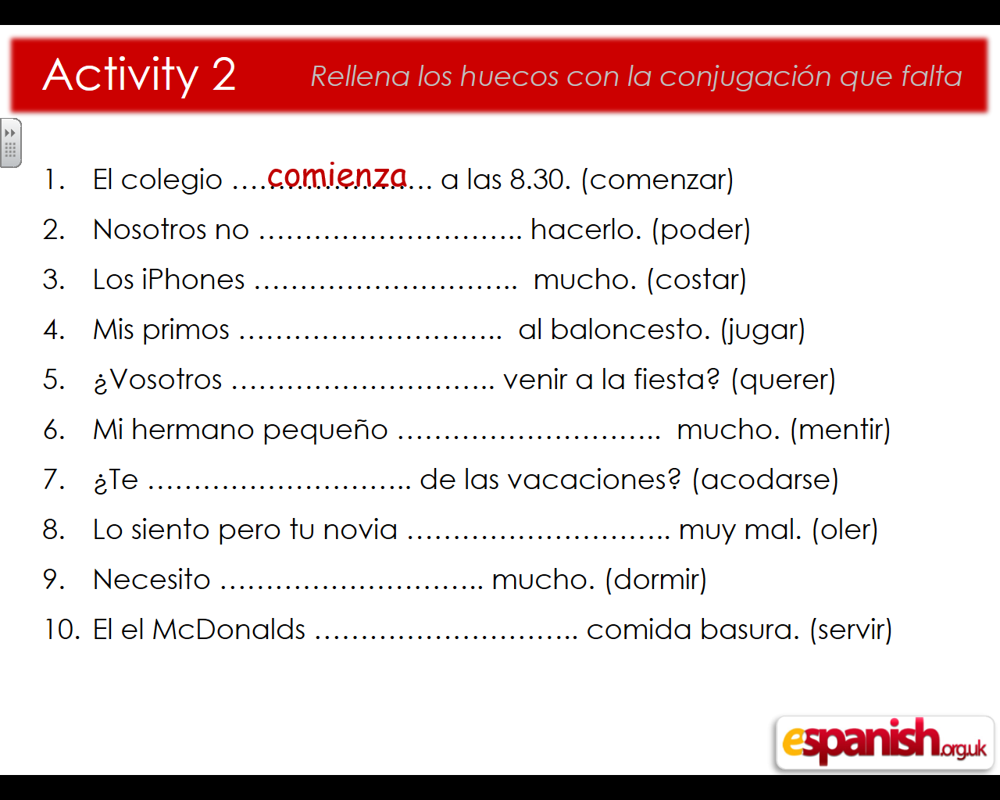 Activity 2 Rellena los huecos con la conjugación que falta
1. El colegio ......comienza...... a las 8.30. (comenzar)
2. Nosotros no ………………………….. hacerlo. (poder)
3. Los iPhones ………………………….. mucho. (costar)
4. Mis primos ………………………….. al baloncesto. (jugar)
5. ¿Vosotros ………………………….. venir a la fiesta? (querer)
6. Mi hermano pequeño ………………………….. mucho. (mentir)
7. ¿Te ………………………….. de las vacaciones? (acodarse)
8. Lo siento pero tu novia ………………………….. muy mal. (oler)
9. Necesito ………………………….. mucho. (dormir)
10. El el McDonalds ………………………….. comida basura. (servir)
espanish.org.uk